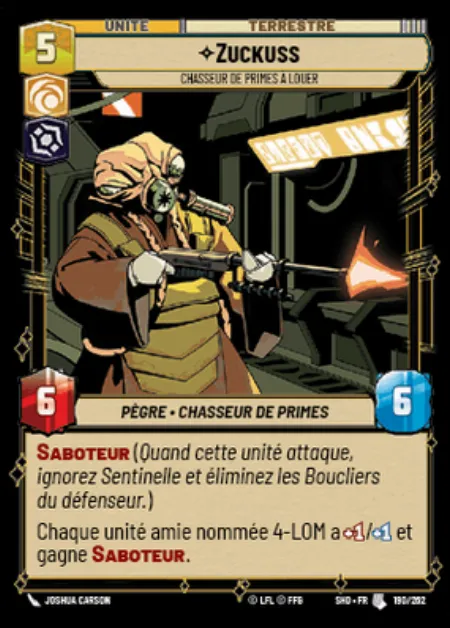 5
UNITÉ
TERRESTRE
✧ZUCKUSS
CHASSEUR DE PRIMES À LOUER
6
6
PÈGRE • CHASSEUR DE PRIMES
SABOTEUR (Quand cette unité attaque,
ignorez Sentinelle et éliminez les Boucliers
du défenseur.)
Chaque unité amie nommée 4-LOM a +1/+1 et
gagne SABOTEUR.
JOSHUA CARSON
© LFL © FFG
SHD • FR
190/262